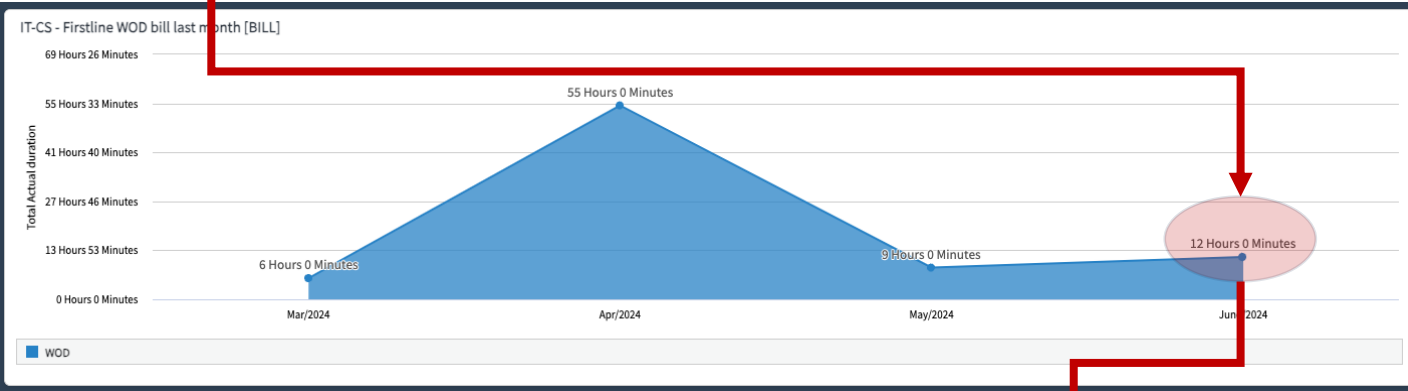 IT-CS - Firstline WOD bill last month [BILL]
69 Hours 26 Minutes
55 Hours 33 Minutes
41 Hours 40 Minutes
27 Hours 46 Minutes
13 Hours 53 Minutes
0 Hours 0 Minutes
Total Actual duration
55 Hours 0 Minutes
6 Hours 0 Minutes
9 Hours 0 Minutes
12 Hours 0 Minutes
Mar/2024
Apr/2024
May/2024
Jun/2024
WOD